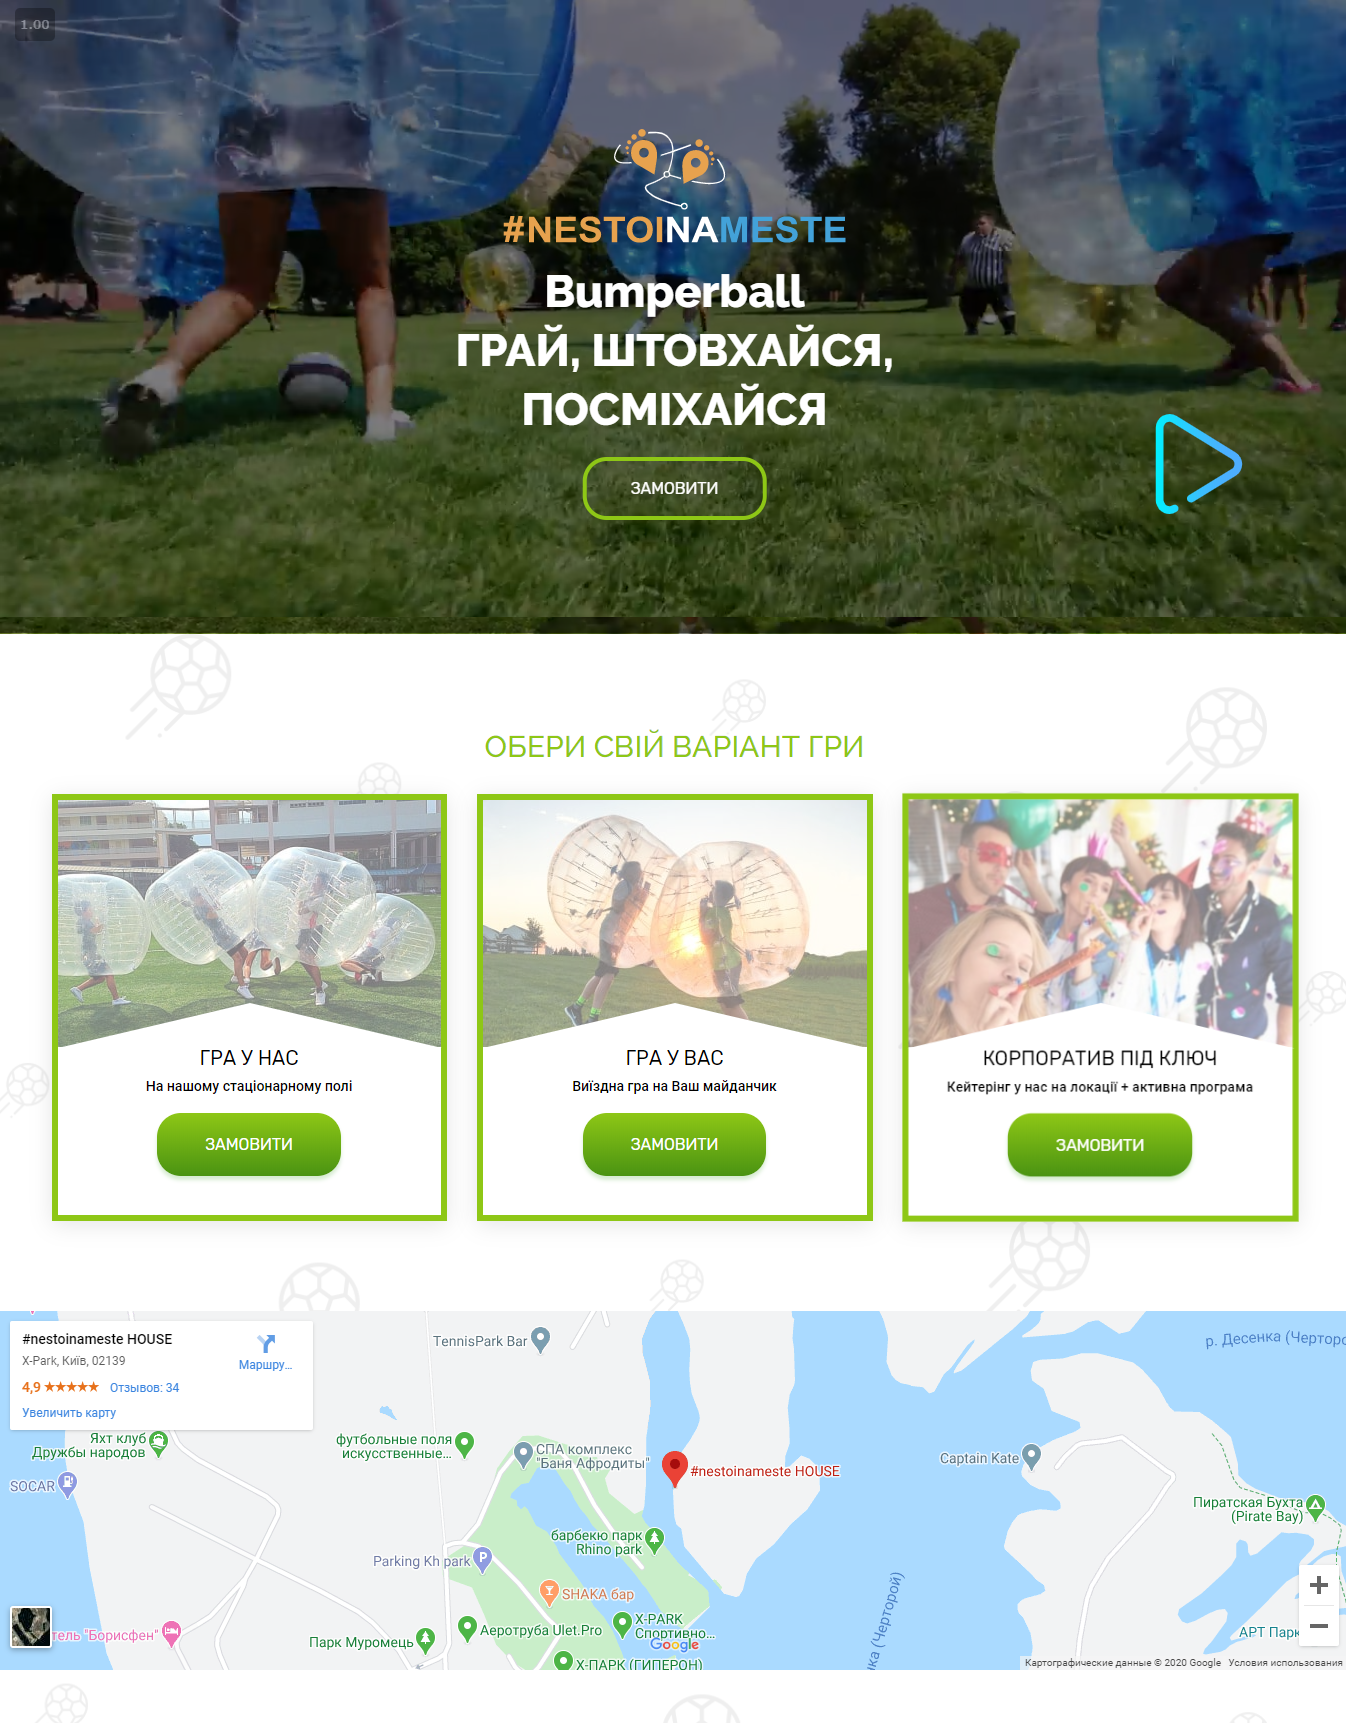 1.00
#NESTOINAMESTE
Bumperball
ГРАЙ, ШТОВХАЙСЯ,
ПОСМІХАЙСЯ
ЗАМОВИТИ
ОБЕРИ СВІЙ ВАРІАНТ ГРИ
ГРА У НАС
На нашому стаціонарному полі
ЗАМОВИТИ
ГРА У ВАС
Виїздна гра на Ваш майданчик
ЗАМОВИТИ
КОРПОРАТИВ ПІД КЛЮЧ
Кейтерінг у нас на локації + активна програма
ЗАМОВИТИ
#nestoinameste HOUSE
X-Park, Київ, 02139
Маршру...
4,9 ★★★★★ Отзывов: 34
Увеличить карту
TennisPark Bar
р. Десенка (Чертоro
Яхт клуб
Дружбы народов
футбольные поля
искусственные...
СПА комплекс
"Баня Афродиты"
#nestoinameste HOUSE
Captain Kate
SOCAR
Пиратская Бухта
(Pirate Bay)
барбекю парк
Rhino park
Parking Kh park
P
SHAKA бар
нка (Черторой)
тель "Борисфен"
Парк Муромець
Аеротруба Ulet.Pro
X-PARK
Спортивно...
Google
АРТ Парк
Х-ПАРК (ГИПЕРОН)
Картографические данные © 2020 Google Условия использования